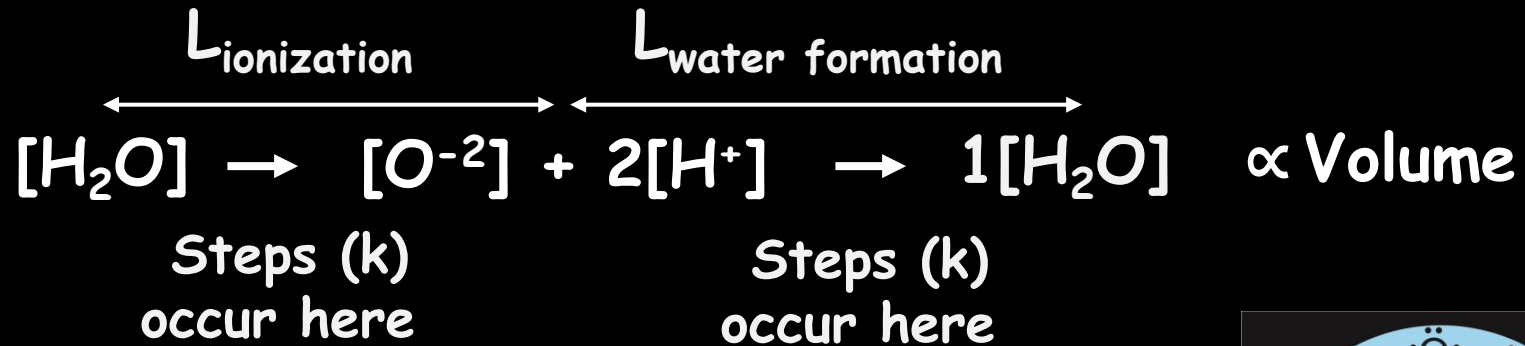 Lionization Lwater formation
[H₂O] → [O⁻²] + 2[H⁺] → 1[H₂O] ∝ Volume
Steps (k) Steps (k)
occur here occur here